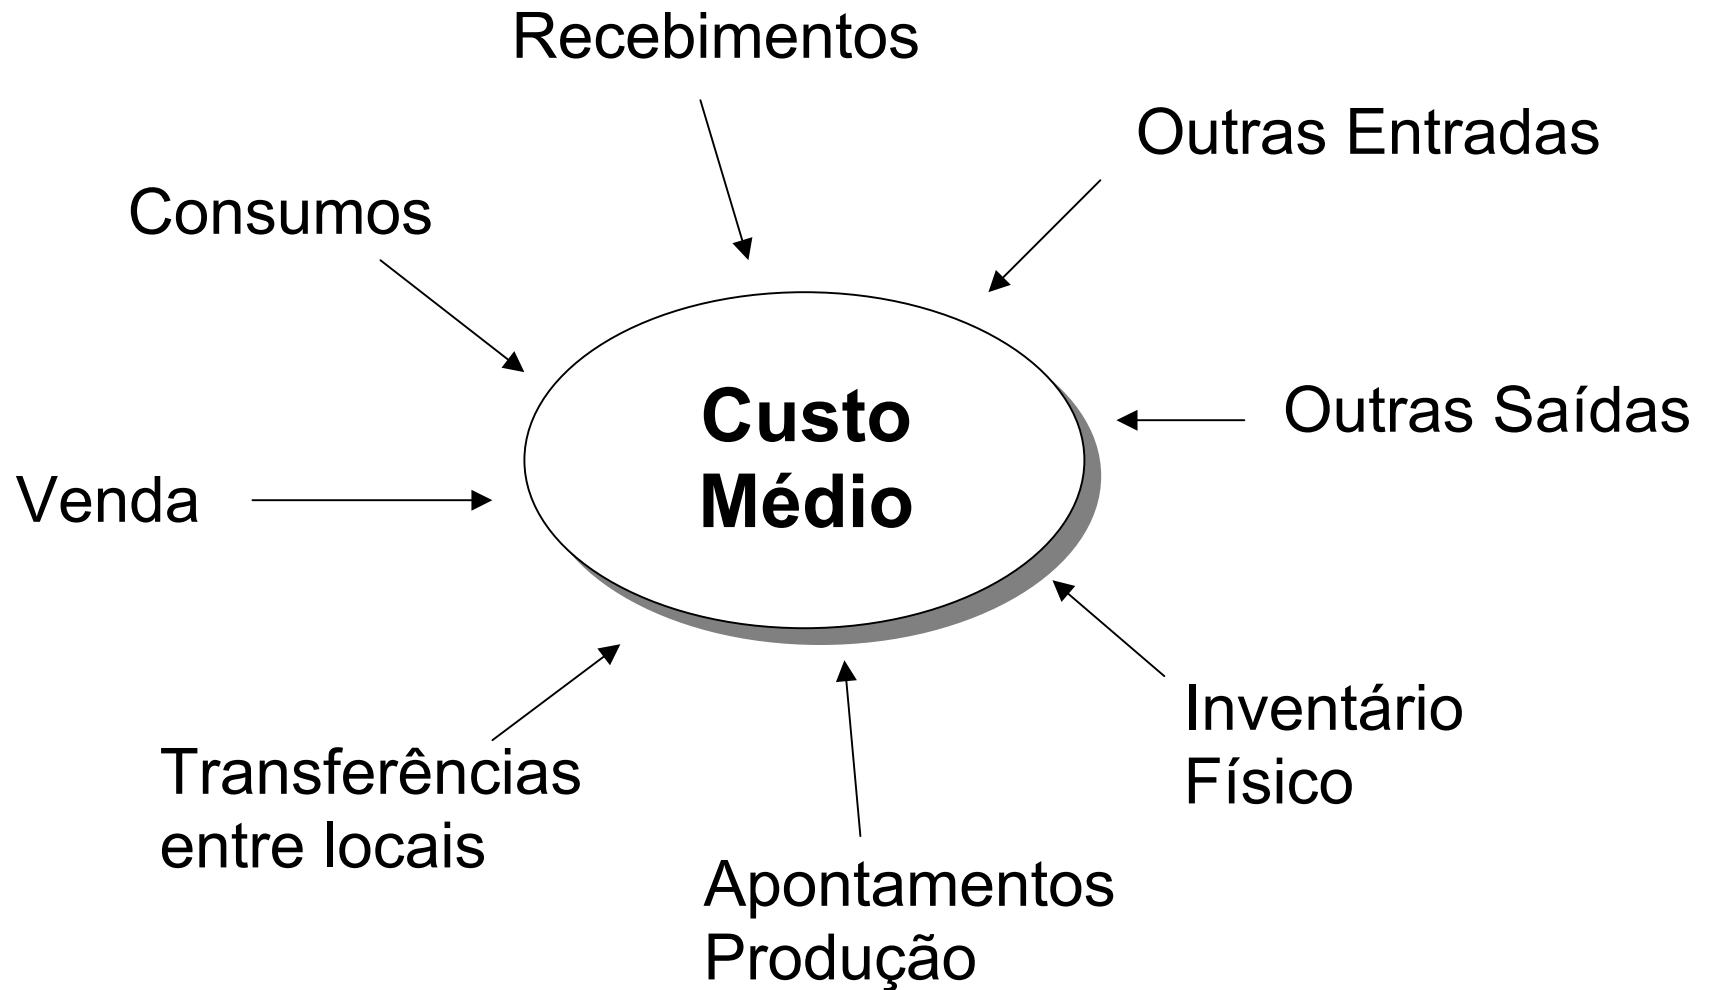 Recebimentos
Outras Entradas
Consumos
Outras Saídas
Custo
Médio
Venda
Inventário
Físico
Transferências
entre locais
Apontamentos
Produção